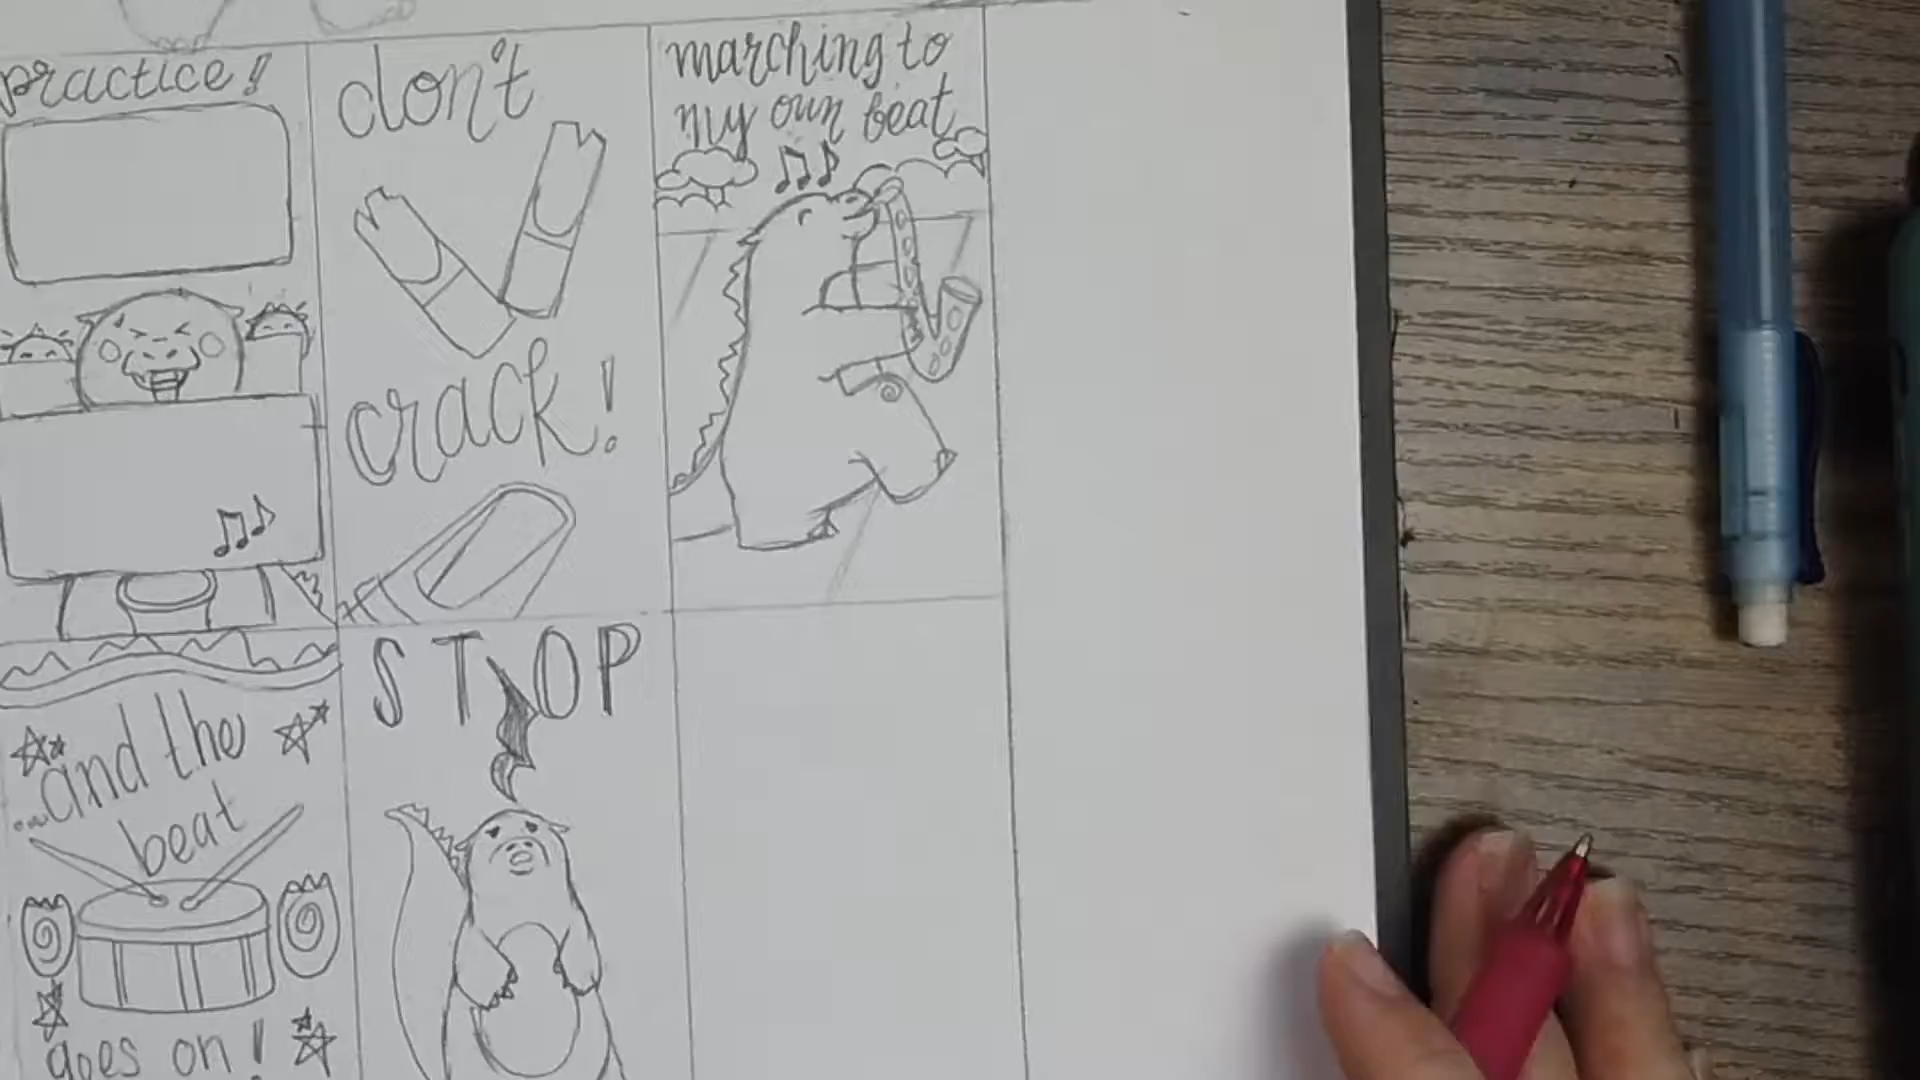 practice!
don't
crack!
marching to
my own beat
...and the
beat
goes on!
STOP